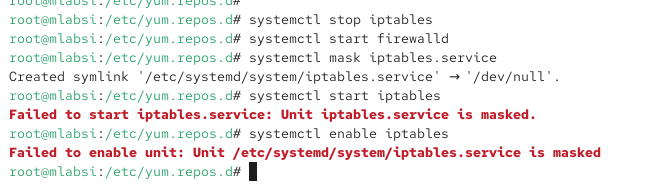 root@mlabsi:/etc/yum.repos.d#
root@mlabsi:/etc/yum.repos.d# systemctl stop iptables
root@mlabsi:/etc/yum.repos.d# systemctl start firewalld
root@mlabsi:/etc/yum.repos.d# systemctl mask iptables.service
Created symlink '/etc/systemd/system/iptables.service' → '/dev/null'.
root@mlabsi:/etc/yum.repos.d# systemctl start iptables
Failed to start iptables.service: Unit iptables.service is masked.
root@mlabsi:/etc/yum.repos.d# systemctl enable iptables
Failed to enable unit: Unit /etc/systemd/system/iptables.service is masked
root@mlabsi:/etc/yum.repos.d#